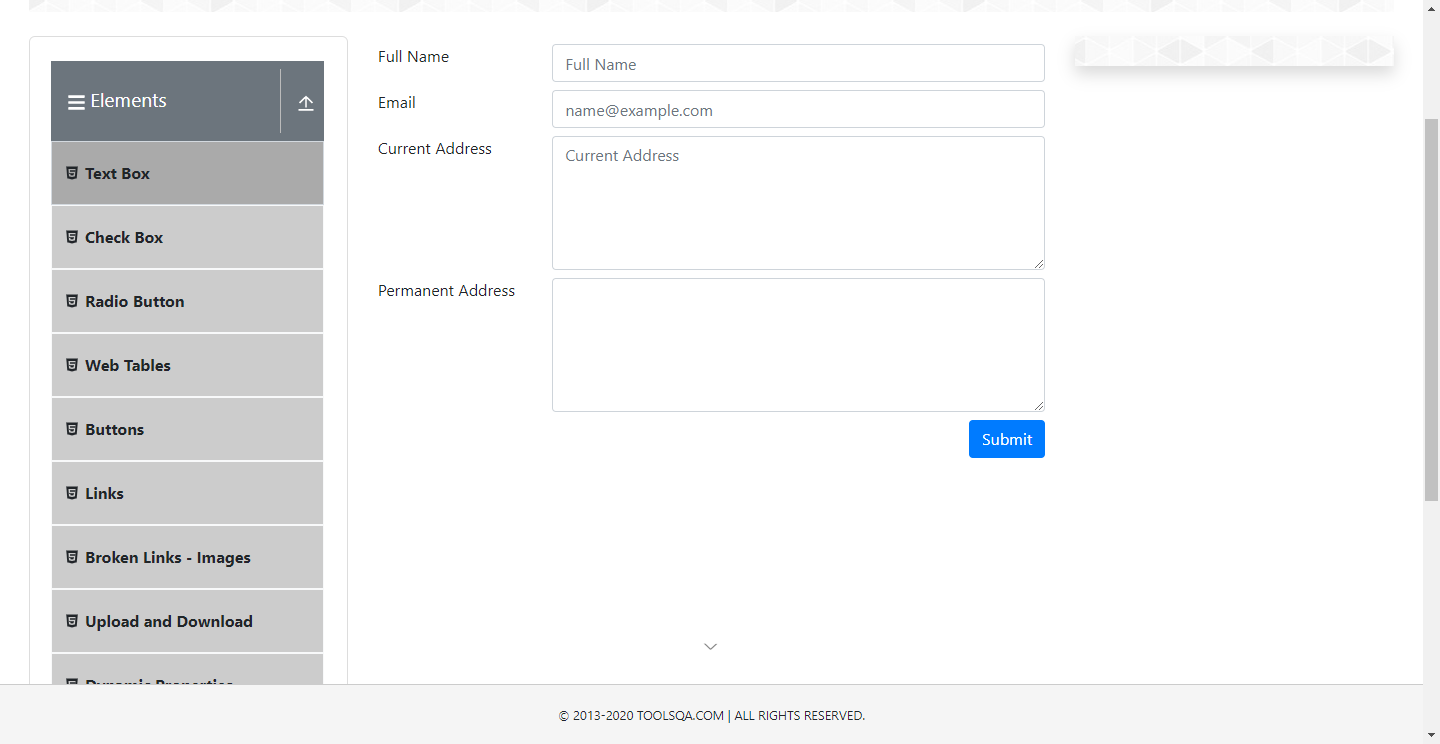 Elements
Text Box
Check Box
Radio Button
Web Tables
Buttons
Links
Broken Links - Images
Upload and Download
Dynamic Properties
Full Name
Full Name
Email
name@example.com
Current Address
Current Address
Permanent Address
Submit
© 2013-2020 TOOLSQA.COM | ALL RIGHTS RESERVED.